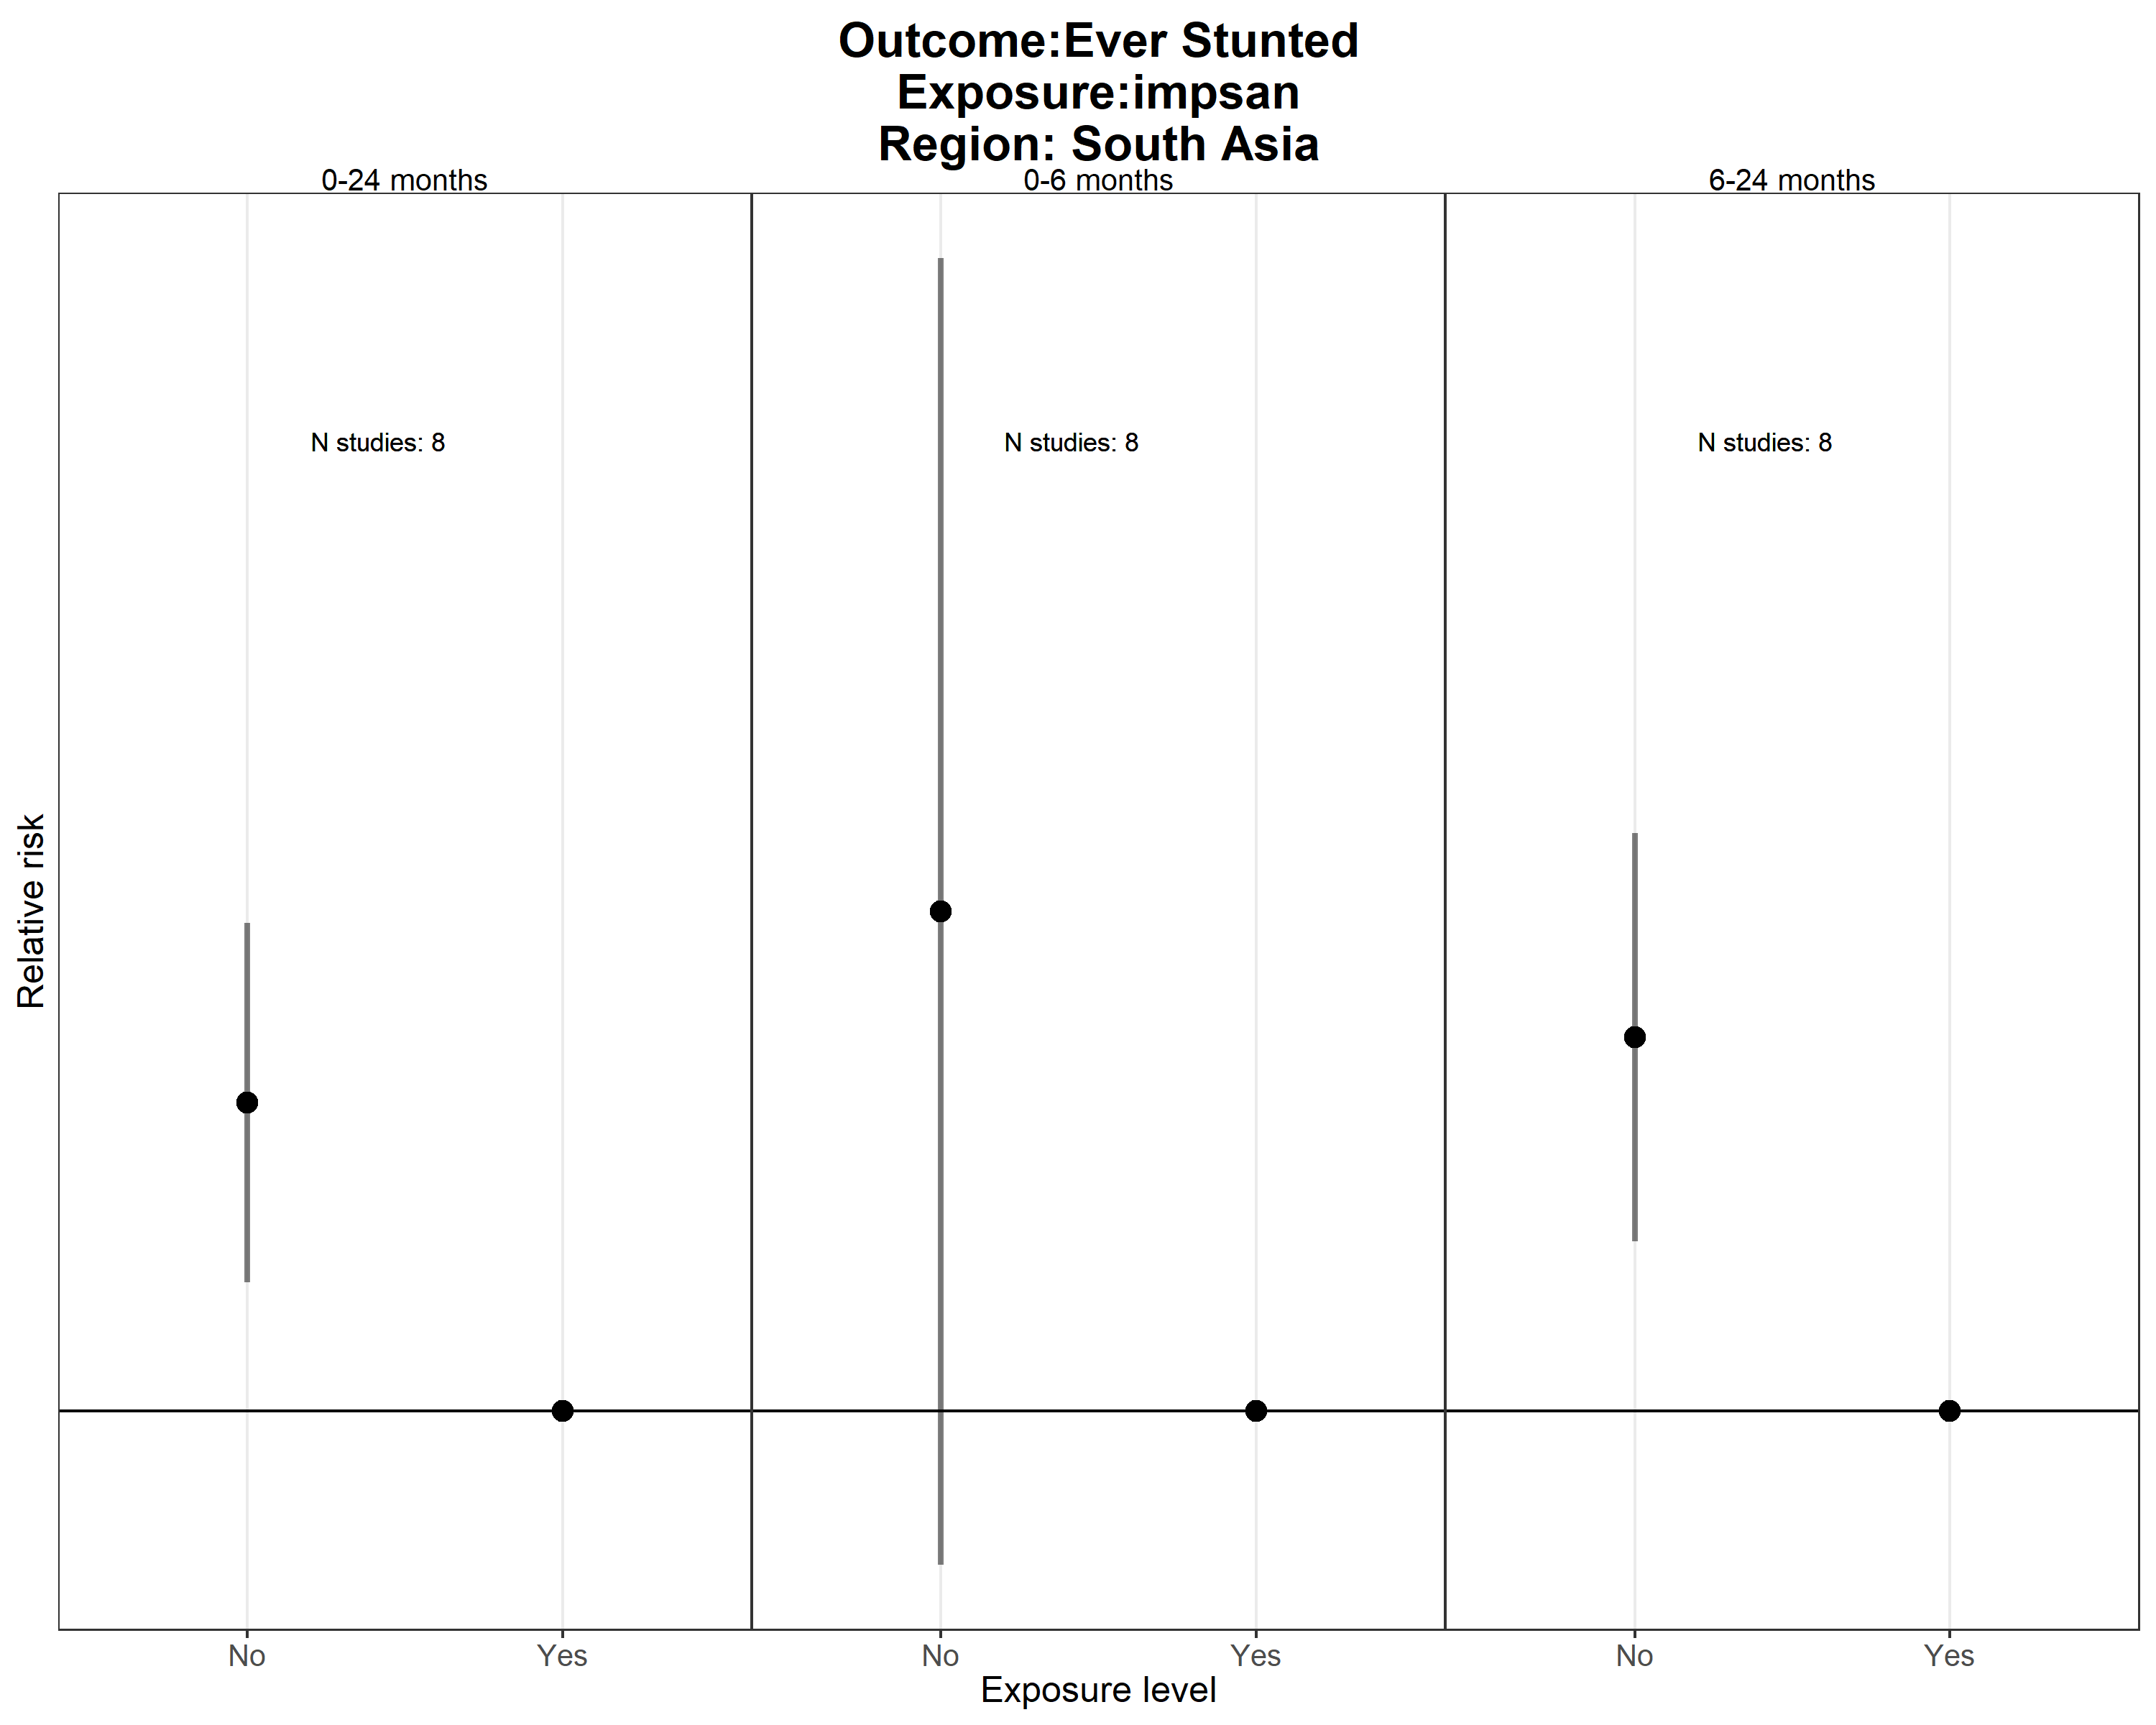 Outcome:Ever Stunted
Exposure:impsan
Region: South Asia
0-24 months
0-6 months
6-24 months
N studies: 8
N studies: 8
N studies: 8
Relative risk
No
Yes
No
Yes
No
Yes
Exposure level